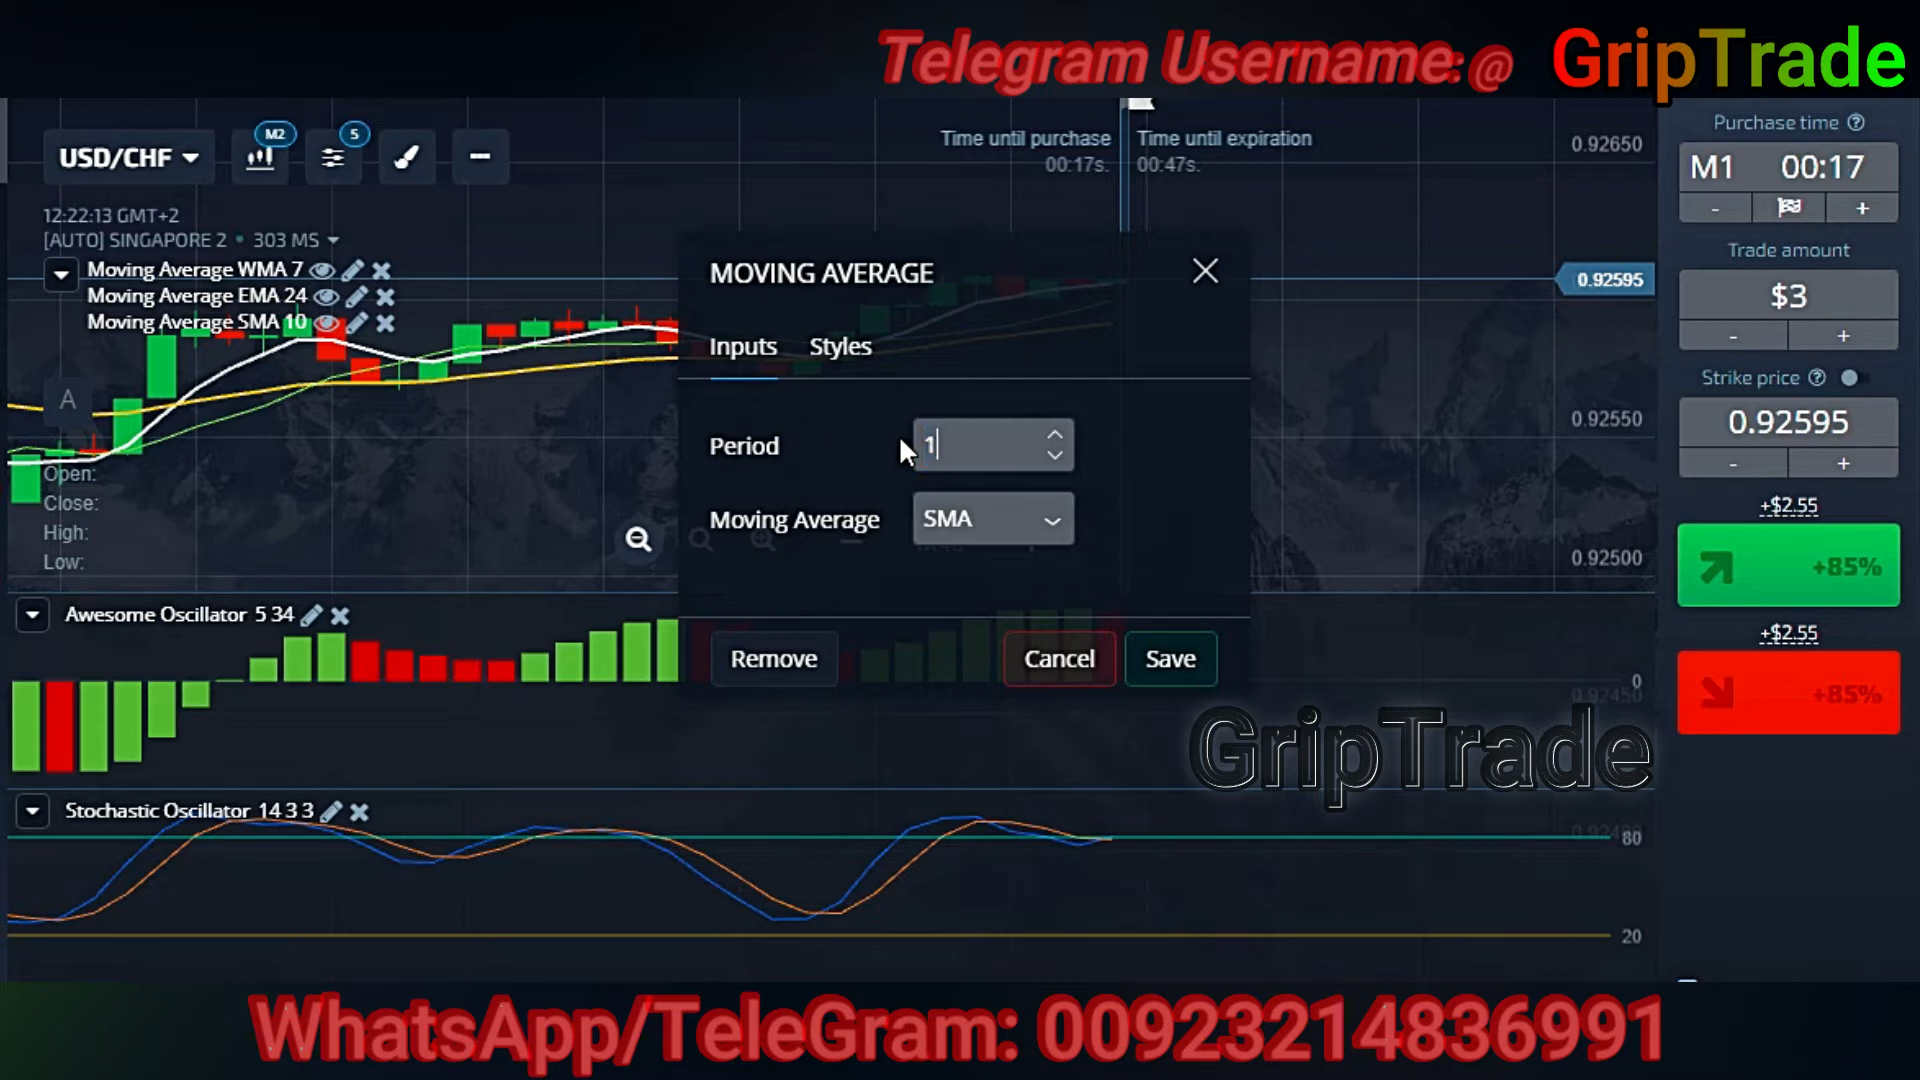 Telegram Username:@ GripTrade
USD/CHF
M2
5
Time until purchase
00:17s.
Time until expiration
00:47s.
0.92650
Purchase time
M1 00:17
- +
12:22:13 GMT+2
[AUTO] SINGAPORE 2 • 303 MS
Moving Average WMA 7
Moving Average EMA 24
Moving Average SMA 10
MOVING AVERAGE
Inputs Styles
Period 1
Moving Average SMA
Remove Cancel Save
0.92595
Trade amount
$3
- +
Strike price
0.92595
- +
A
Open:
Close:
High:
Low:
0.92550
0.92500
+$2.55
+85%
+$2.55
+85%
Awesome Oscillator 5 34
0
0.92450
GripTrade
Stochastic Oscillator 14 3 3
80
20
WhatsApp/TeleGram: 00923214836991